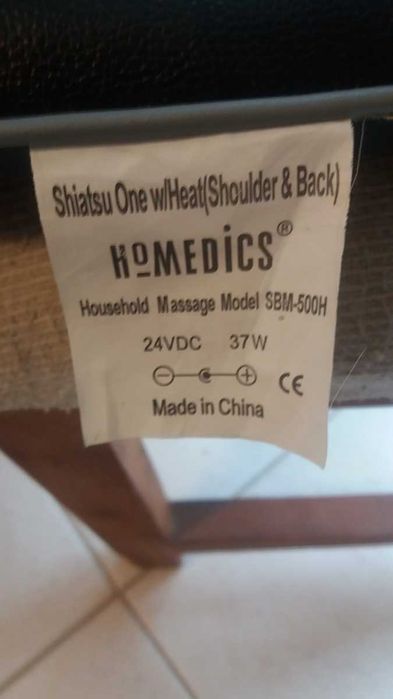 Shiatsu One w/Heat(Shoulder & Back)
HoMEDiCS®
Household Massage Model SBM-500H
24VDC 37W
CE
Made in China